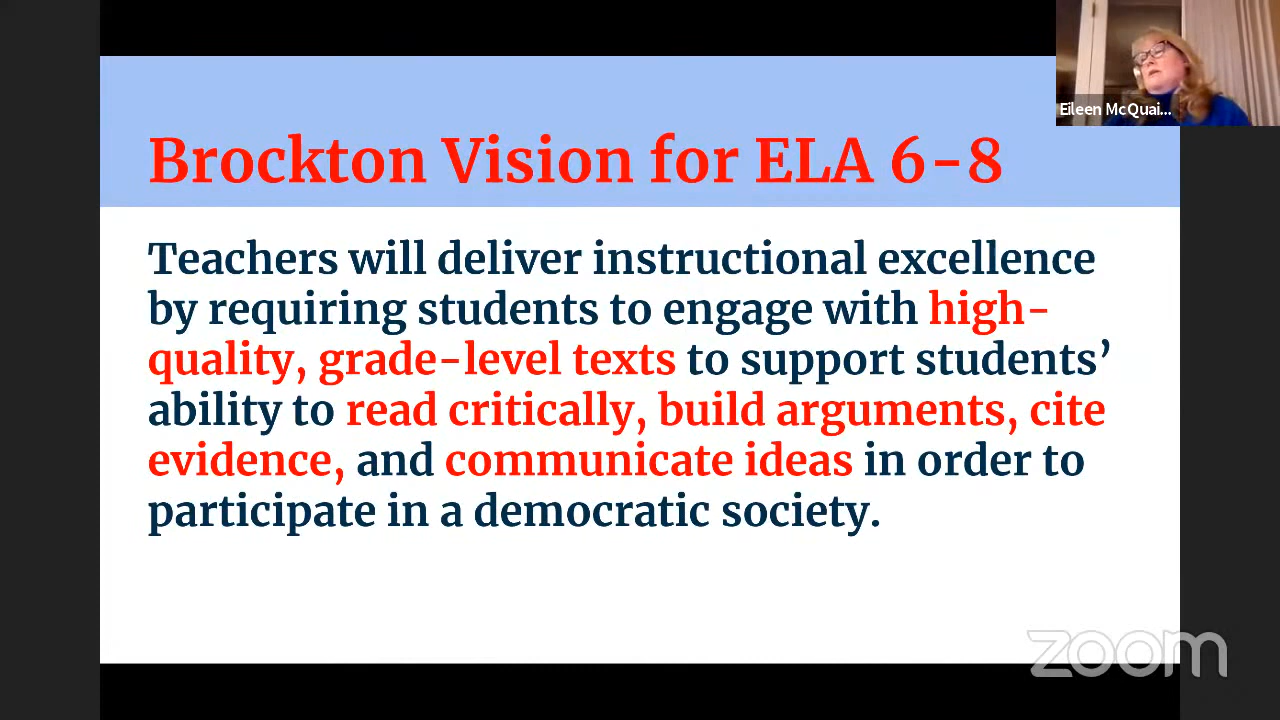 Eileen McQuai...
Brockton Vision for ELA 6-8
Teachers will deliver instructional excellence
by requiring students to engage with high-
quality, grade-level texts to support students’
ability to read critically, build arguments, cite
evidence, and communicate ideas in order to
participate in a democratic society.
zoom